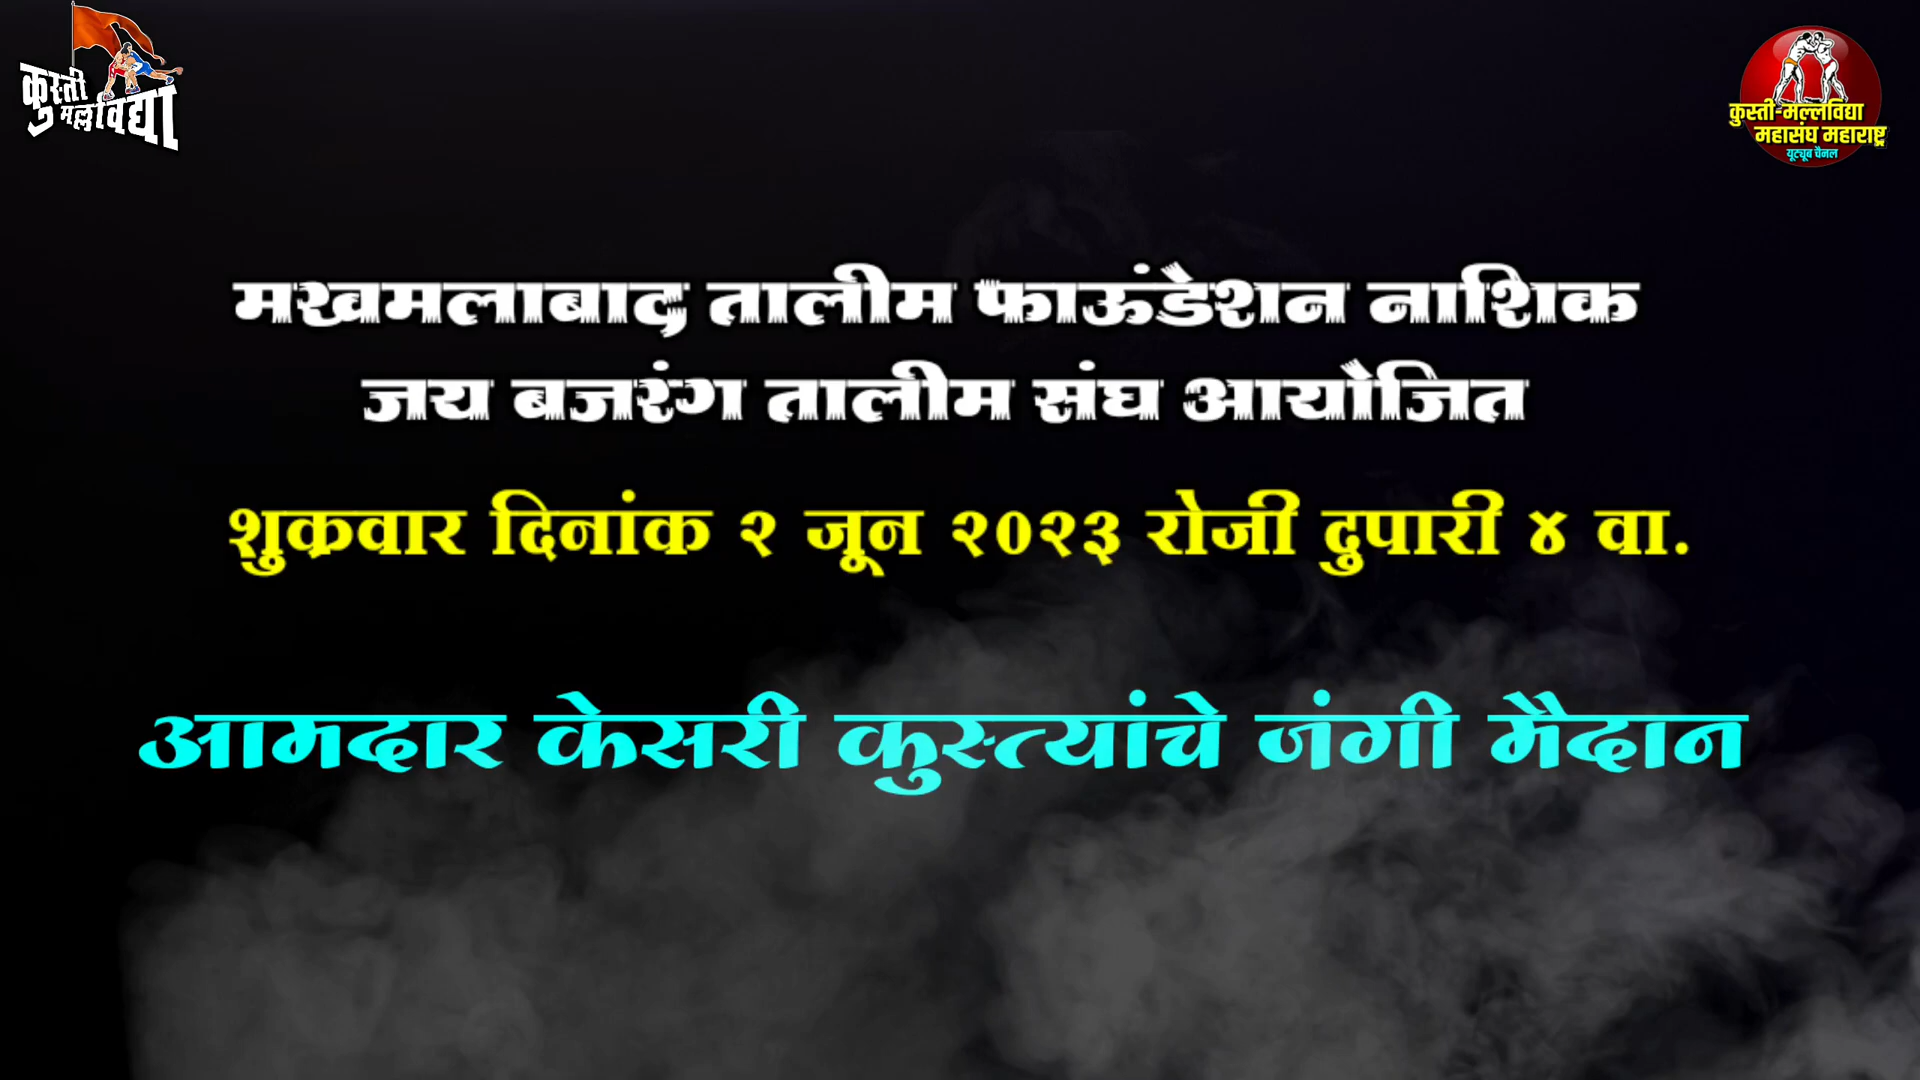 कुस्ती
मल्लविद्या
कुस्ती-मल्लविद्या
महासंघ महाराष्ट्र
यूट्यूब चैनल
मखमलाबाद तालीम फाऊंडेशन नाशिक
जय बजरंग तालीम संघ आयोजित
शुक्रवार दिनांक २ जून २०२३ रोजी दुपारी ४ वा.
आमदार केसरी कुस्त्यांचे जंगी मैदान